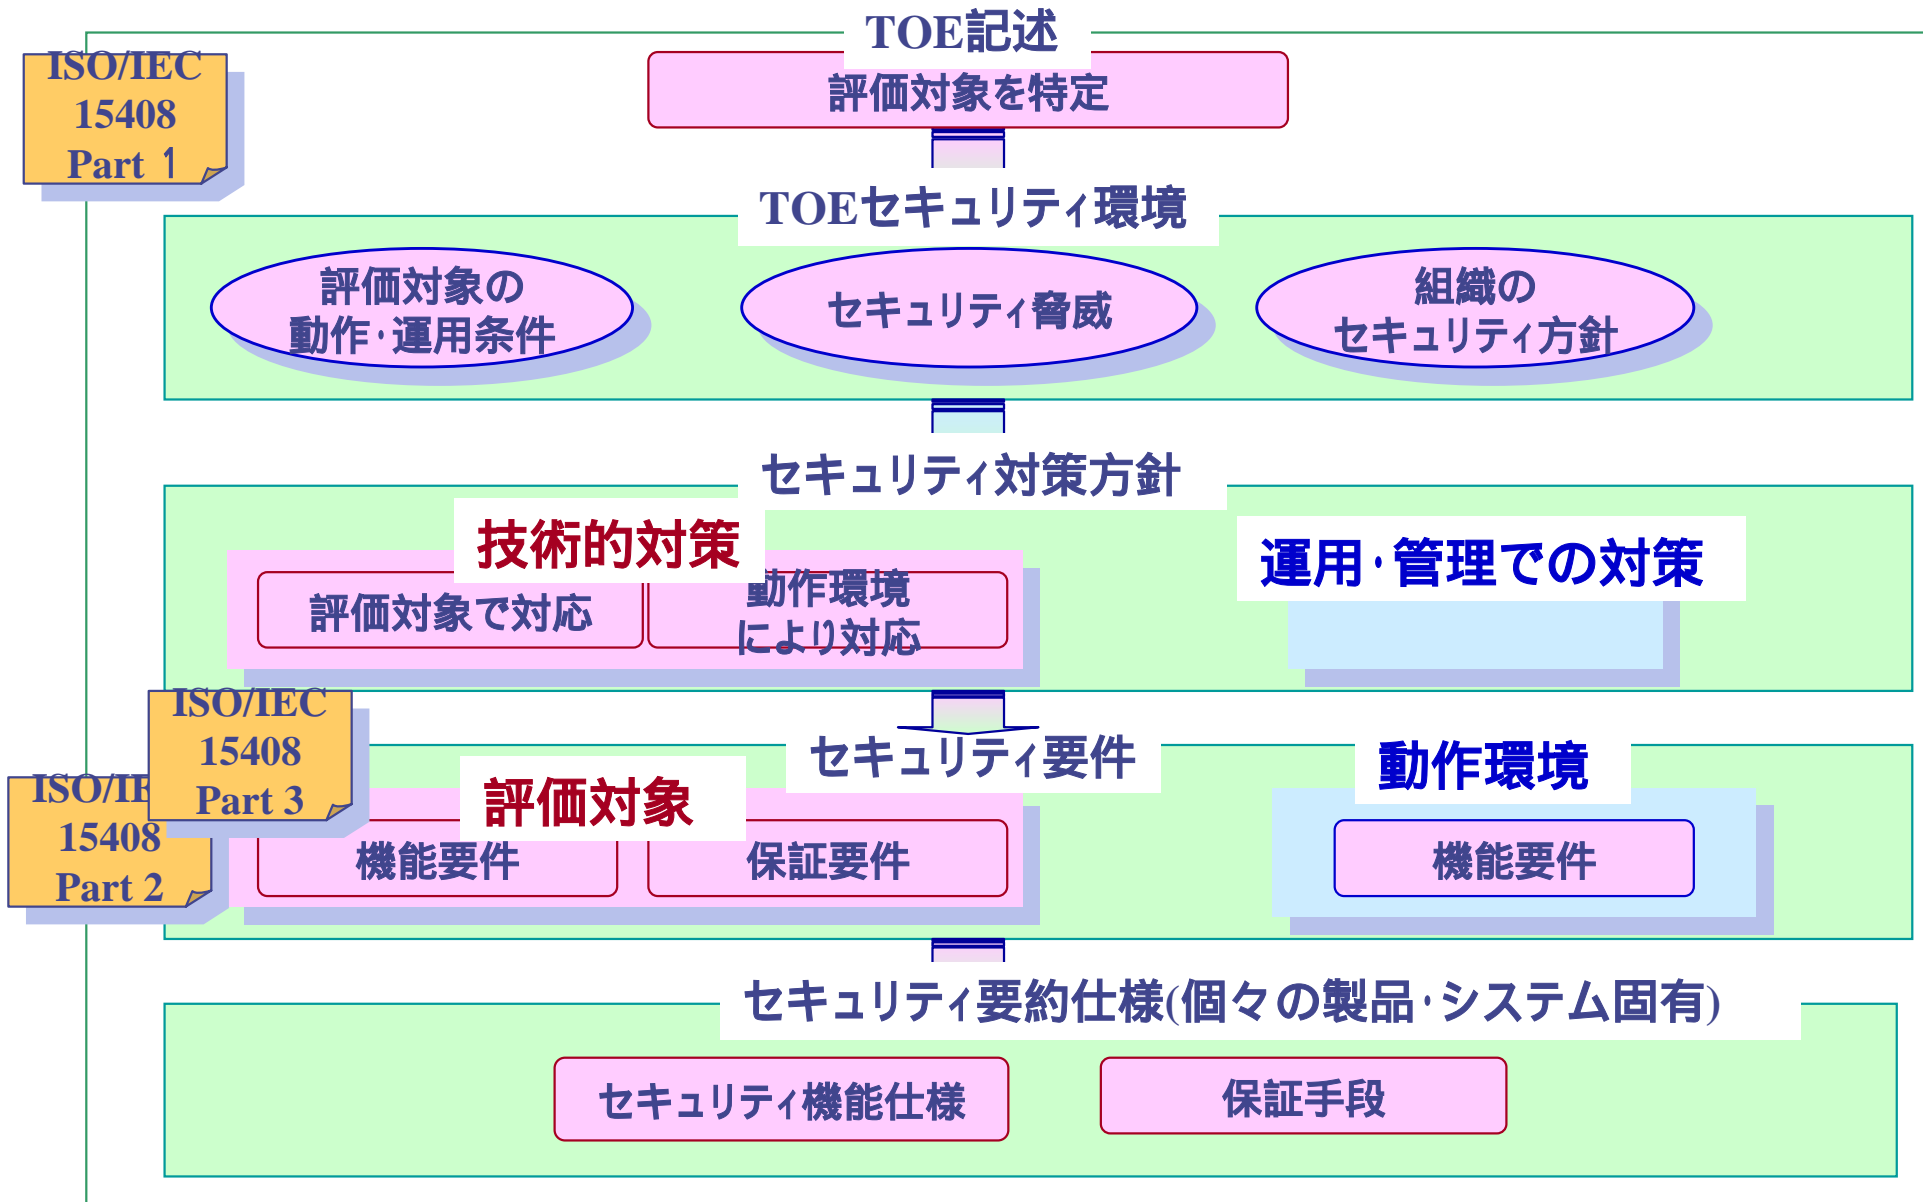 TOE記述
評価対象を特定
ISO/IEC
15408
Part 1
TOEセキュリティ環境
評価対象の
動作・運用条件
セキュリティ脅威
組織の
セキュリティ方針
セキュリティ対策方針
技術的対策
評価対象で対応
動作環境
により対応
運用・管理での対策
ISO/IEC
15408
Part 3
ISO/IE
15408
Part 2
セキュリティ要件
評価対象
機能要件
保証要件
動作環境
機能要件
セキュリティ要約仕様(個々の製品・システム固有)
セキュリティ機能仕様
保証手段